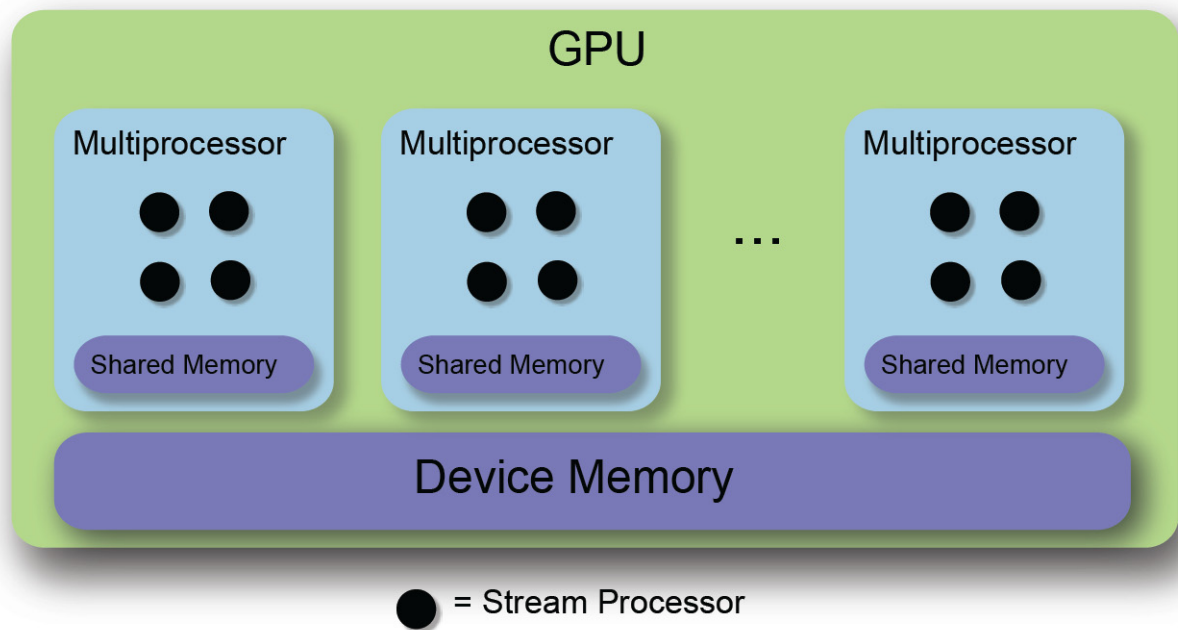 GPU
Multiprocessor
Multiprocessor
...
Multiprocessor
Shared Memory
Shared Memory
Shared Memory
Device Memory
= Stream Processor